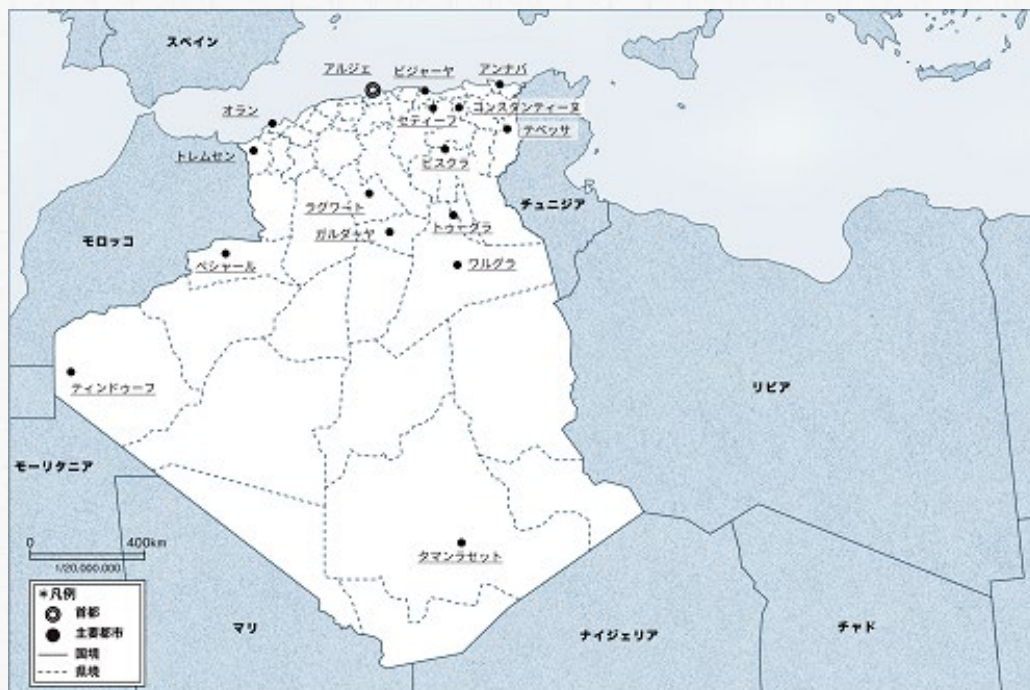 スペイン
アルジェ
ビジャーヤ
アンナバ
オラン
セティーフ
コンスタンティーヌ
テベッサ
トレムセン
ビスクラ
ラグワート
チュニジア
トゥーグラ
モロッコ
ガルダャヤ
ベシャール
ワルグラ
ティンドゥーフ
リビア
モーリタニア
0 400km
1/20,000,000
タマンラセット
*凡例
首都
主要都市
国境
県境
マリ
ナイジェリア
チャド